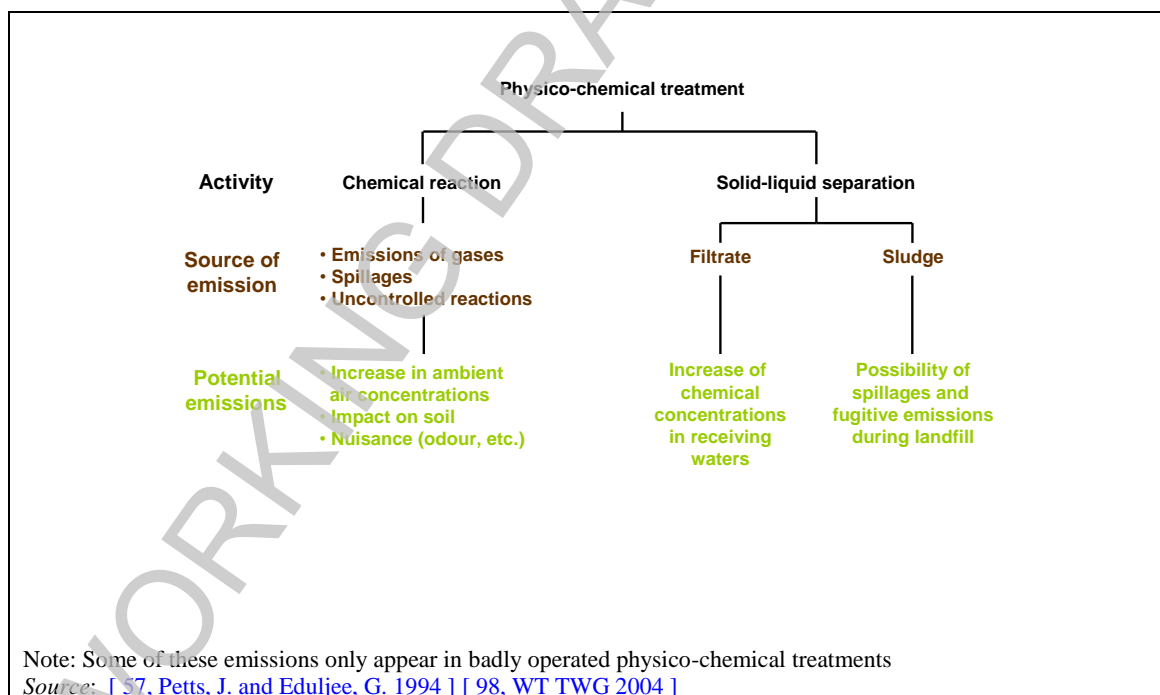 Physico-chemical treatment
Activity
Chemical reaction
Solid-liquid separation
Source of
emission
• Emissions of gases
• Spillages
• Uncontrolled reactions
Filtrate
Sludge
Potential
emissions
• Increase in ambient
air concentrations
• Impact on soil
• Nuisance (odour, etc.)
Increase of
chemical
concentrations
in receiving
waters
Possibility of
spillages and
fugitive emissions
during landfill
Note: Some of these emissions only appear in badly operated physico-chemical treatments
Source: [ 57, Petts, J. and Eduljee, G. 1994 ] [ 98, WT TWG 2004 ]
WORKING DRA